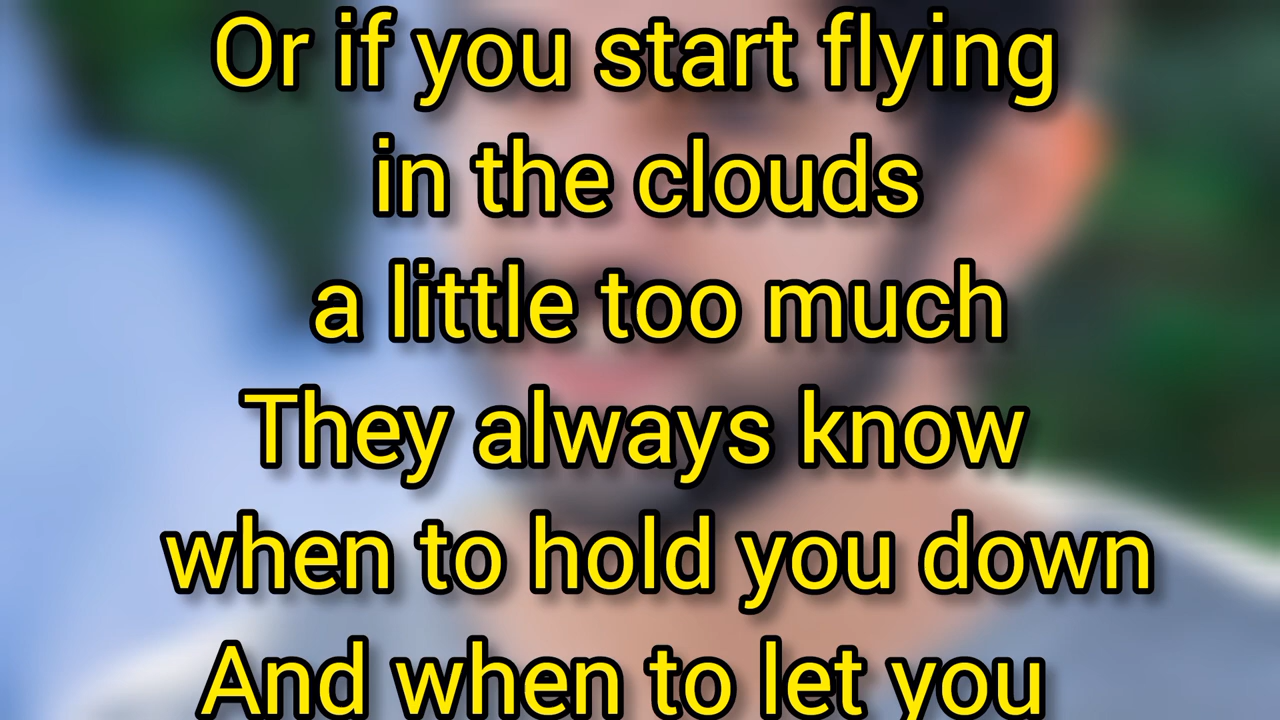 Or if you start flying
in the clouds
a little too much
They always know
when to hold you down
And when to let you